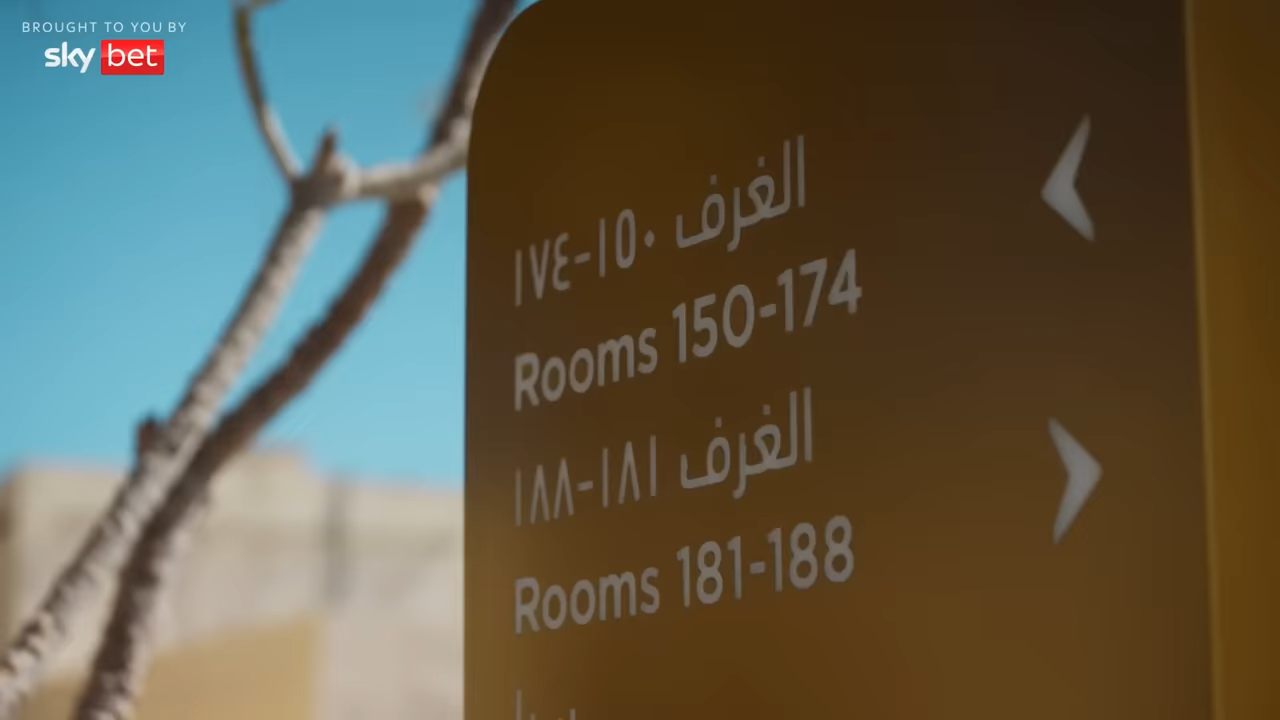 BROUGHT TO YOU BY
sky bet
الغرف ١٥٠-١٧٤
Rooms 150-174
الغرف ١٨١-١٨٨
Rooms 181-188